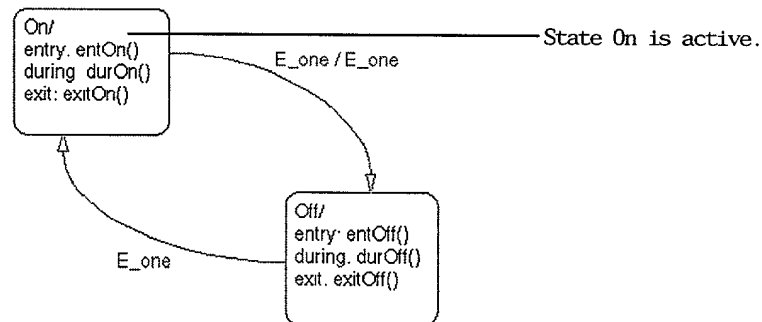 On/
entry. entOn()
during durOn()
exit: exitOn()
State On is active.
E_one / E_one
Off/
entry: entOff()
during. durOff()
exit. exitOff()
E_one